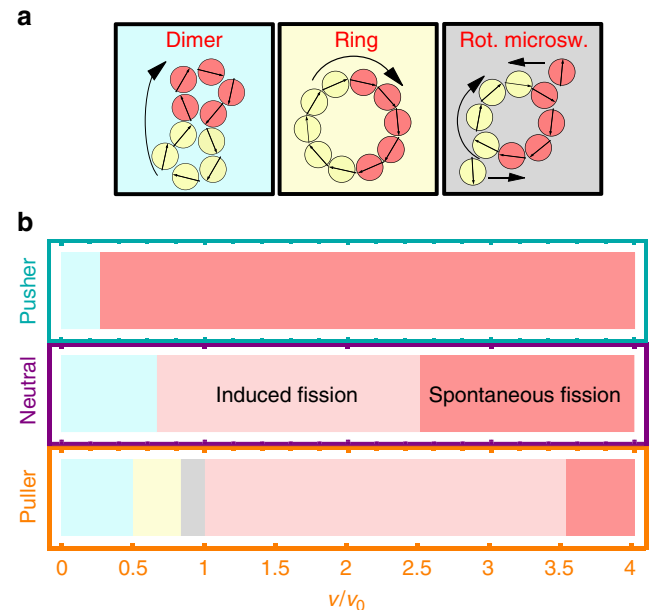 a
Dimer
Ring
Rot. microsw.
b
Pusher
Neutral
Induced fission
Spontaneous fission
Puller
0 0.5 1 1.5 2 2.5 3 3.5 4
v/v0